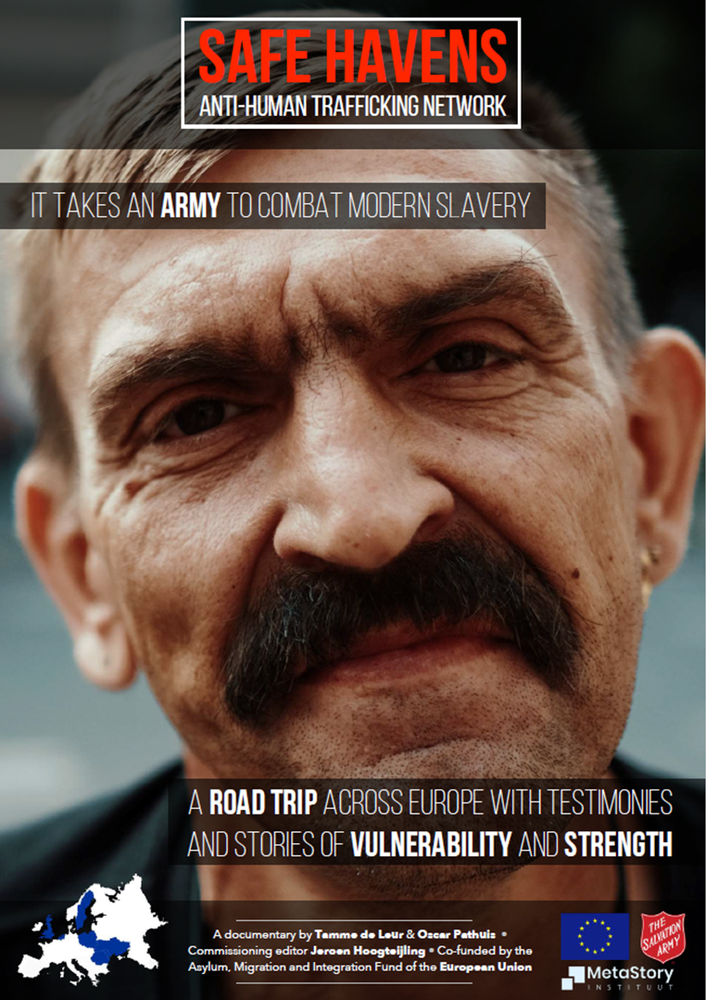 SAFE HAVENS
ANTI-HUMAN TRAFFICKING NETWORK
IT TAKES AN ARMY TO COMBAT MODERN SLAVERY
A ROAD TRIP ACROSS EUROPE WITH TESTIMONIES
AND STORIES OF VULNERABILITY AND STRENGTH
A documentary by Tamme de Leur & Oscar Pathuis •
Commissioning editor Jeroen Hoogteijling • Co-funded by the
Asylum, Migration and Integration Fund of the European Union
THE
SALVATION
ARMY
MetaStory
INSTITUUT